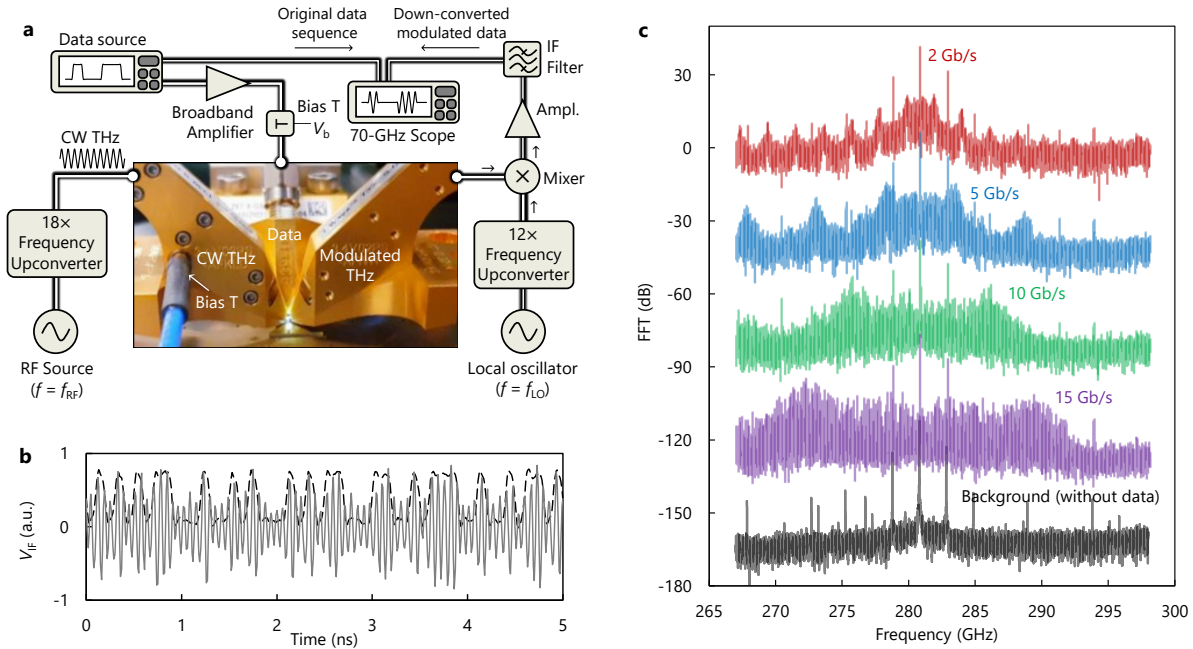 a
Data source
Original data
sequence
Down-converted
modulated data
IF
Filter
Broadband
Amplifier
Bias T
V_b
70-GHz Scope
Ampl.
CW THz
Mixer
18×
Frequency
Upconverter
12×
Frequency
Upconverter
Data
CW THz
Modulated
THz
Bias T
RF Source
(f = f_RF)
Local oscillator
(f = f_LO)
b
V_IF (a.u.)
1
0
-1
0 1 2 3 4 5
Time (ns)
c
FFT (dB)
30
0
-30
-60
-90
-120
-150
-180
2 Gb/s
5 Gb/s
10 Gb/s
15 Gb/s
Background (without data)
265 270 275 280 285 290 295 300
Frequency (GHz)